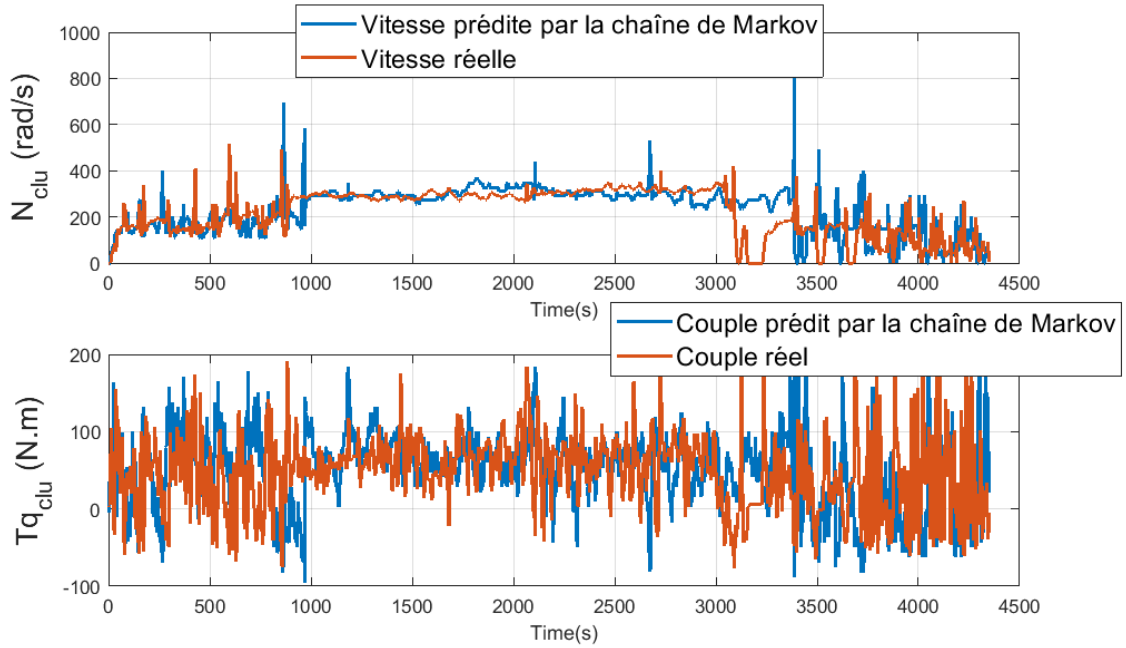 Vitesse prédite par la chaîne de Markov
Vitesse réelle
N_clu (rad/s)
1000
800
600
400
200
0
0 500 1000 1500 2000 2500 3000 3500 4000 4500
Time(s)
Couple prédit par la chaîne de Markov
Couple réel
Tq_clu (N.m)
200
100
0
-100
0 500 1000 1500 2000 2500 3000 3500 4000 4500
Time(s)